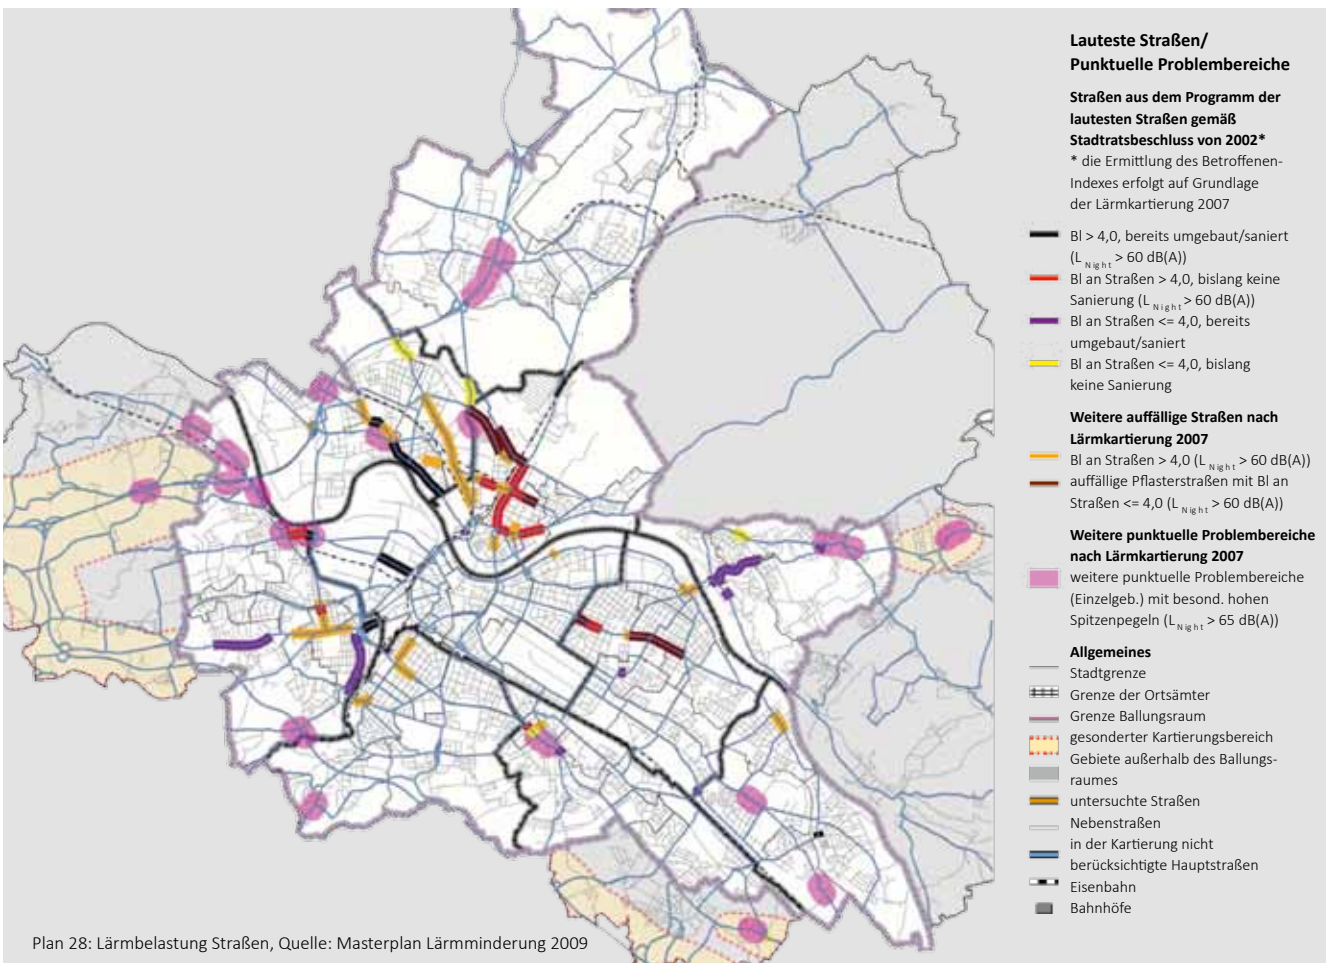 Lauteste Straßen/
Punktuelle Problembereiche
Straßen aus dem Programm der
lautesten Straßen gemäß
Stadtratsbeschluss von 2002*
* die Ermittlung des Betroffenen-
Indexes erfolgt auf Grundlage
der Lärmkartierung 2007
BI > 4,0, bereits umgebaut/saniert
(L Night > 60 dB(A))
BI an Straßen > 4,0, bislang keine
Sanierung (L Night > 60 dB(A))
BI an Straßen <= 4,0, bereits
umgebaut/saniert
BI an Straßen <= 4,0, bislang
keine Sanierung
Weitere auffällige Straßen nach
Lärmkartierung 2007
BI an Straßen > 4,0 (L Night > 60 dB(A))
auffällige Pflasterstraßen mit BI an
Straßen <= 4,0 (L Night > 60 dB(A))
Weitere punktuelle Problembereiche
nach Lärmkartierung 2007
weitere punktuelle Problembereiche
(Einzelgeb.) mit besond. hohen
Spitzenpegeln (L Night > 65 dB(A))
Allgemeines
Stadtgrenze
Grenze der Ortsämter
Grenze Ballungsraum
gesonderter Kartierungsbereich
Gebiete außerhalb des Ballungs-
raumes
untersuchte Straßen
Nebenstraßen
in der Kartierung nicht
berücksichtigte Hauptstraßen
Eisenbahn
Bahnhöfe
Plan 28: Lärmbelastung Straßen, Quelle: Masterplan Lärmminderung 2009